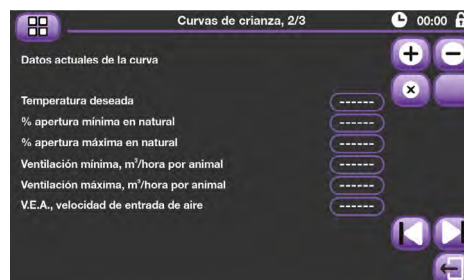 Curvas de crianza, 2/3
00:00
Datos actuales de la curva
Temperatura deseada ------
% apertura mínima en natural ------
% apertura máxima en natural ------
Ventilación mínima, m³/hora por animal ------
Ventilación máxima, m³/hora por animal ------
V.E.A., velocidad de entrada de aire ------